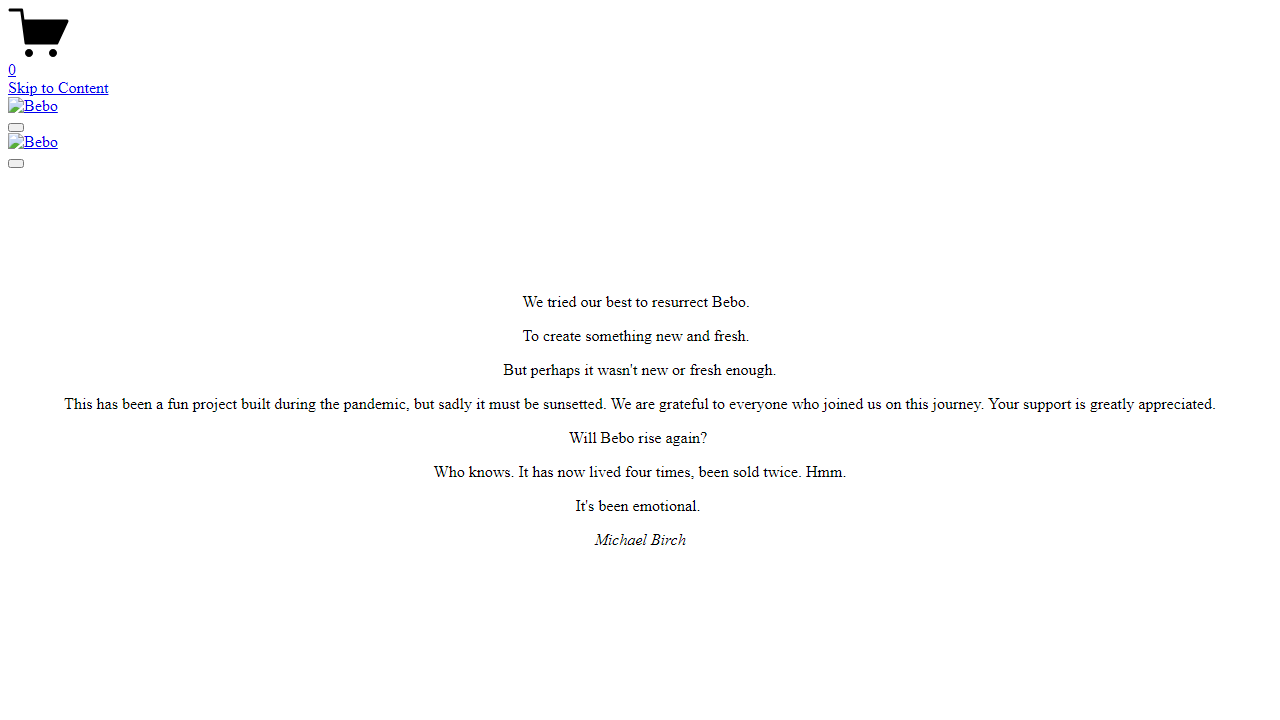 0
Skip to Content
Bebo
Bebo
We tried our best to resurrect Bebo.
To create something new and fresh.
But perhaps it wasn't new or fresh enough.
This has been a fun project built during the pandemic, but sadly it must be sunsetted. We are grateful to everyone who joined us on this journey. Your support is greatly appreciated.
Will Bebo rise again?
Who knows. It has now lived four times, been sold twice. Hmm.
It's been emotional.
Michael Birch